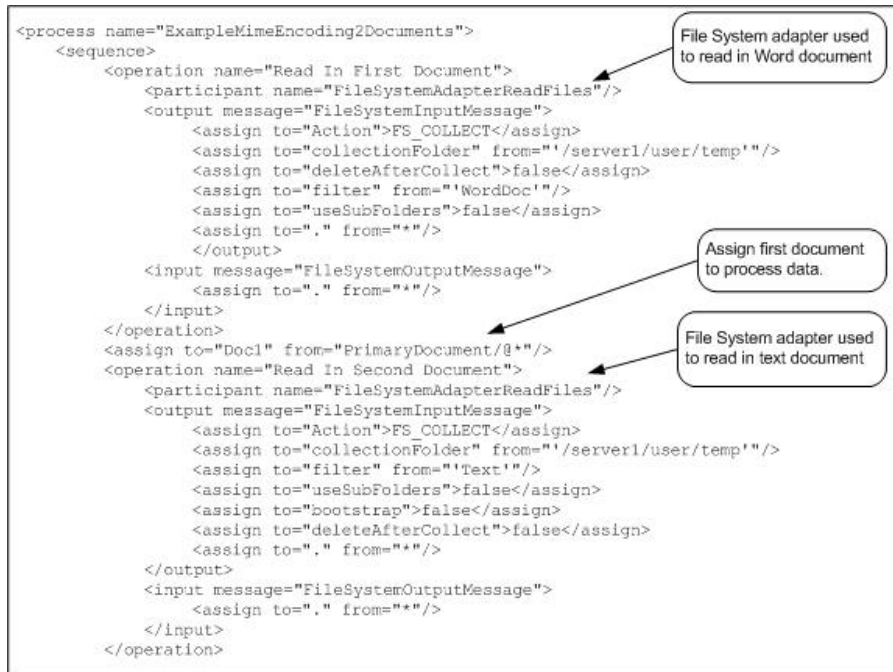 <process name="ExampleMimeEncoding2Documents">
<sequence>
<operation name="Read In First Document">
<participant name="FileSystemAdapterReadFiles"/>
<output message="FileSystemInputMessage">
<assign to="Action">FS_COLLECT</assign>
<assign to="collectionFolder" from="'/server1/user/temp'"/>
<assign to="deleteAfterCollect">false</assign>
<assign to="filter" from="'WordDoc'"/>
<assign to="useSubFolders">false</assign>
<assign to="." from="*"/>
</output>
<input message="FileSystemOutputMessage">
<assign to="." from="*"/>
</input>
</operation>
<assign to="Doc1" from="PrimaryDocument/@*"/>
<operation name="Read In Second Document">
<participant name="FileSystemAdapterReadFiles"/>
<output message="FileSystemInputMessage">
<assign to="Action">FS_COLLECT</assign>
<assign to="collectionFolder" from="'/server1/user/temp'"/>
<assign to="filter" from="'Text'"/>
<assign to="useSubFolders">false</assign>
<assign to="bootstrap">false</assign>
<assign to="deleteAfterCollect">false</assign>
<assign to="." from="*"/>
</output>
<input message="FileSystemOutputMessage">
<assign to="." from="*"/>
</input>
</operation>
File System adapter used
to read in Word document
Assign first document
to process data.
File System adapter used
to read in text document